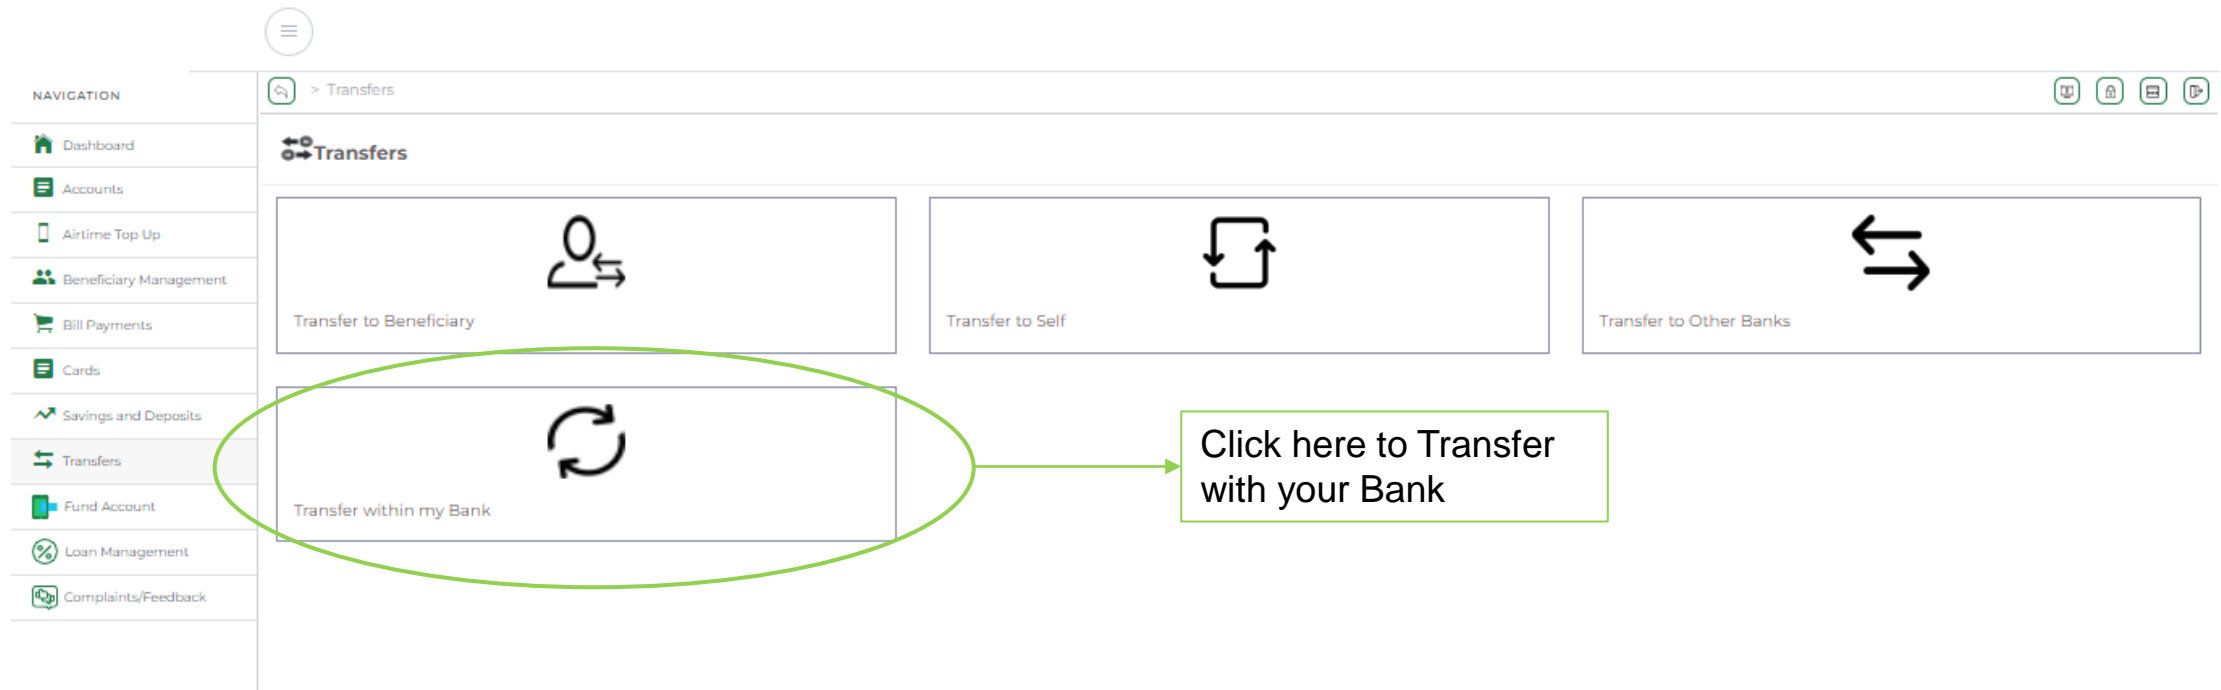 NAVIGATION
> Transfers
Dashboard
Accounts
Airtime Top Up
Beneficiary Management
Bill Payments
Cards
Savings and Deposits
Transfers
Fund Account
Loan Management
Complaints/Feedback
Transfers
Transfer to Beneficiary
Transfer to Self
Transfer to Other Banks
Transfer within my Bank
Click here to Transfer
with your Bank